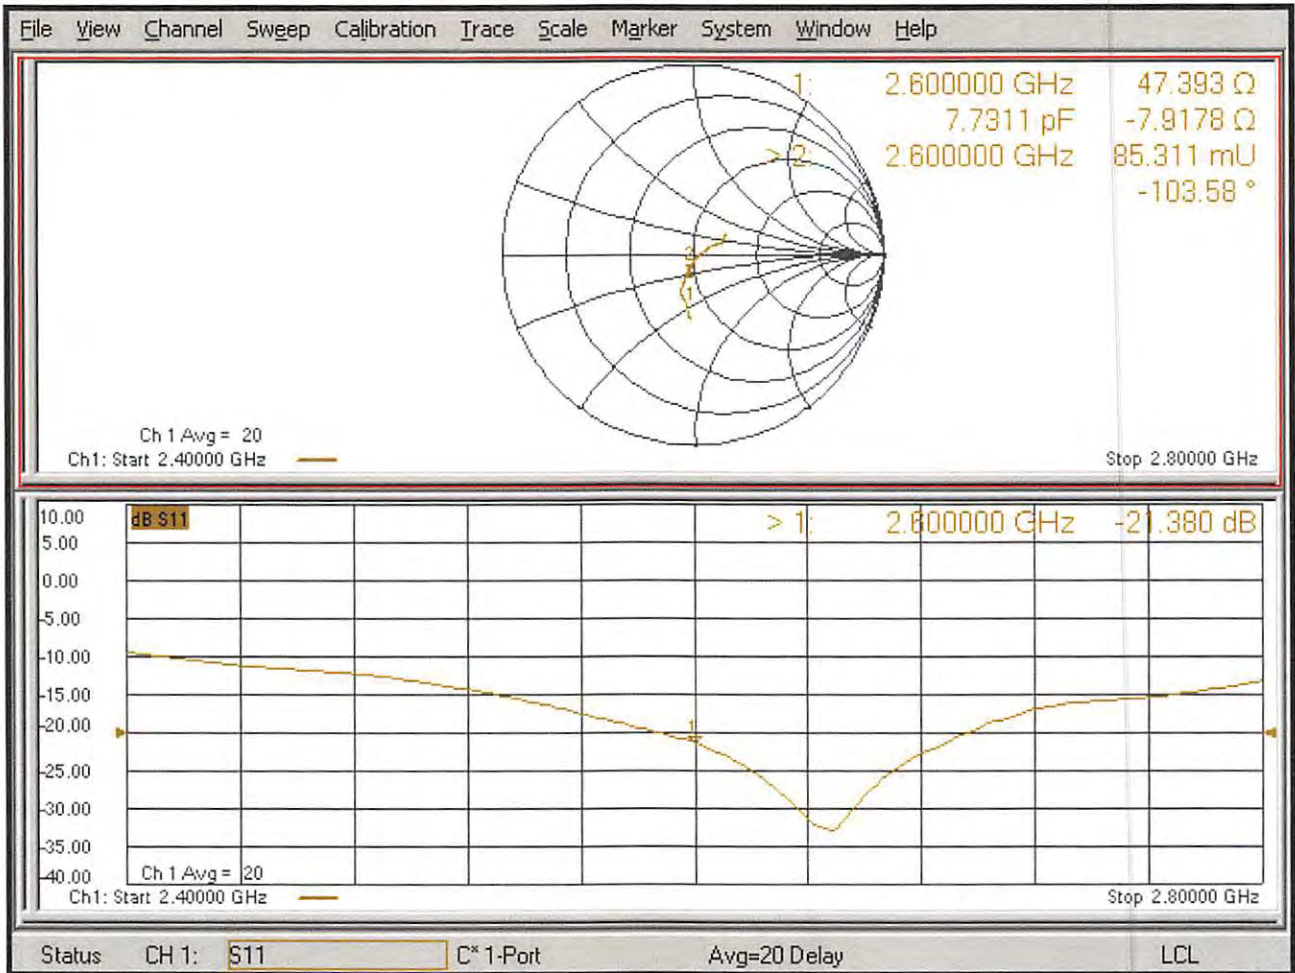 File View Channel Sweep Calibration Trace Scale Marker System Window Help
1: 2.600000 GHz 47.393 Ω
7.7311 pF -7.9178 Ω
> 2: 2.600000 GHz 85.311 mU
-103.58 °
2
1
Ch 1 Avg = 20
Ch1: Start 2.40000 GHz
Stop 2.80000 GHz
10.00
dB S11
> 1: 2.600000 GHz -21.380 dB
5.00
0.00
-5.00
-10.00
-15.00
-20.00
1
-25.00
-30.00
-35.00
-40.00
Ch 1 Avg = 20
Ch1: Start 2.40000 GHz
Stop 2.80000 GHz
Status CH 1: S11 C* 1-Port Avg=20 Delay LCL